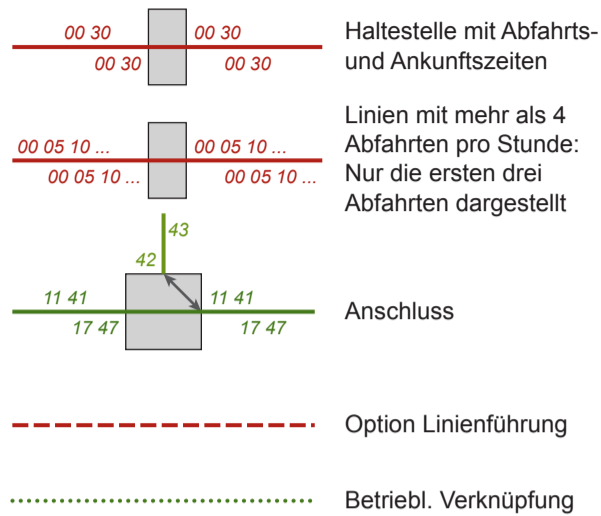 00 30
00 30
00 30
00 30
Haltestelle mit Abfahrts-
und Ankunftszeiten
00 05 10 ...
00 05 10 ...
00 05 10 ...
00 05 10 ...
Linien mit mehr als 4
Abfahrten pro Stunde:
Nur die ersten drei
Abfahrten dargestellt
43
42
11 41
11 41
17 47
17 47
Anschluss
Option Linienführung
Betriebl. Verknüpfung